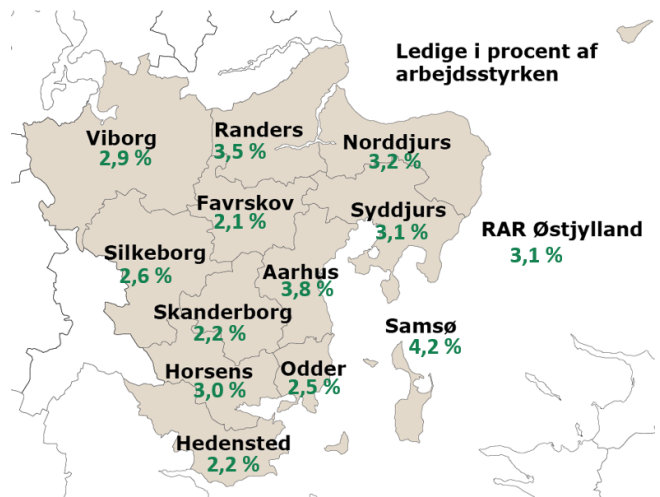 Ledige i procent af
arbejdsstyrken
Viborg
2,9 %
Randers
3,5 %
Norddjurs
3,2 %
Favrskov
2,1 %
Syddjurs
3,1 %
RAR Østjylland
3,1 %
Silkeborg
2,6 %
Aarhus
3,8 %
Skanderborg
2,2 %
Samsø
4,2 %
Horsens
3,0 %
Odder
2,5 %
Hedensted
2,2 %